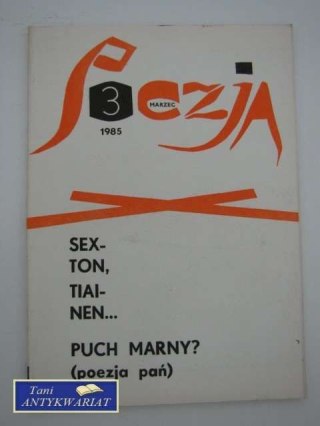 Poezja
3
MARZEC
1985
SEX-
TON,
TIAI-
NEN...
PUCH MARNY?
(poezja pań)
Tani
ANTYKWARIAT